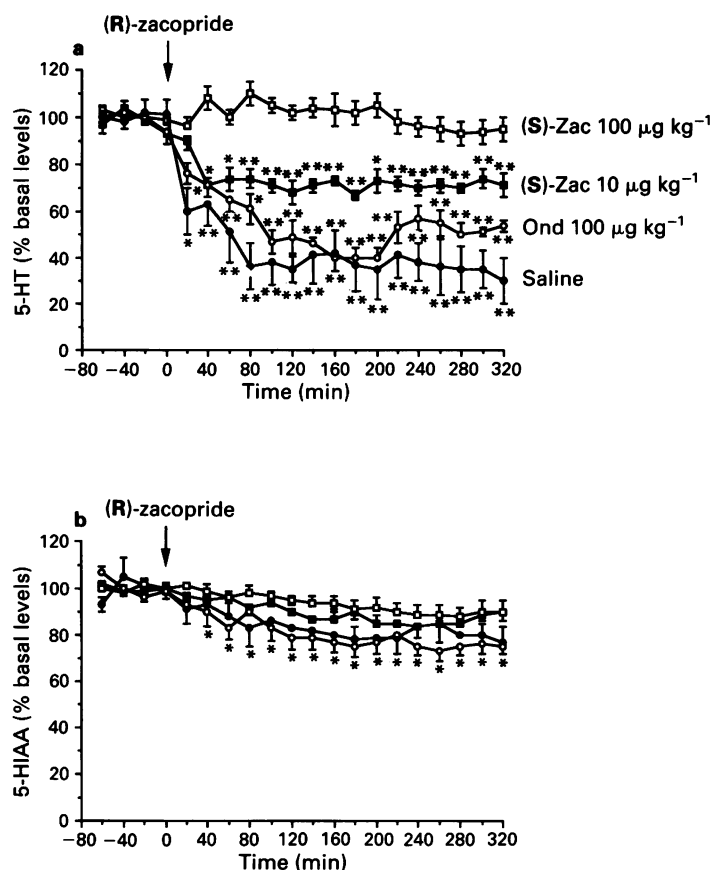 (R)-zacopride
a
120
100
80
60
40
20
0
5-HT (% basal levels)
(S)-Zac 100 µg kg⁻¹
(S)-Zac 10 µg kg⁻¹
Ond 100 µg kg⁻¹
Saline
−80 −40 0 40 80 120 160 200 240 280 320
Time (min)
(R)-zacopride
b
120
100
80
60
40
20
0
5-HIAA (% basal levels)
−80 −40 0 40 80 120 160 200 240 280 320
Time (min)